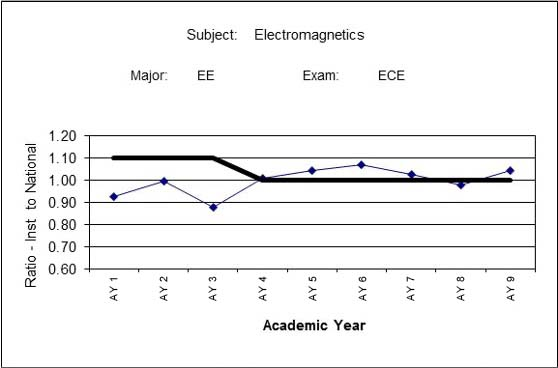 Subject: Electromagnetics
Major: EE Exam: ECE
Ratio - Inst to National
1.20
1.10
1.00
0.90
0.80
0.70
0.60
AY 1
AY 2
AY 3
AY 4
AY 5
AY 6
AY 7
AY 8
AY 9
Academic Year